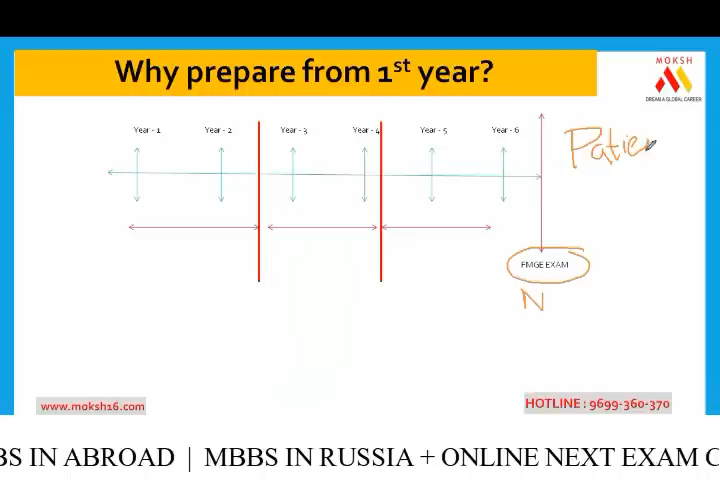 Why prepare from 1st year?
MOKSH
DREAM A GLOBAL CAREER
Year - 1 Year - 2 Year - 3 Year - 4 Year - 5 Year - 6
Patie
FMGE EXAM
N
www.moksh16.com
HOTLINE : 9699-360-370
BS IN ABROAD | MBBS IN RUSSIA + ONLINE NEXT EXAM C